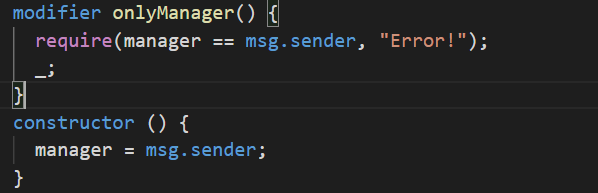 modifier onlyManager() {
require(manager == msg.sender, "Error!");
_;
}
constructor () {
manager = msg.sender;
}